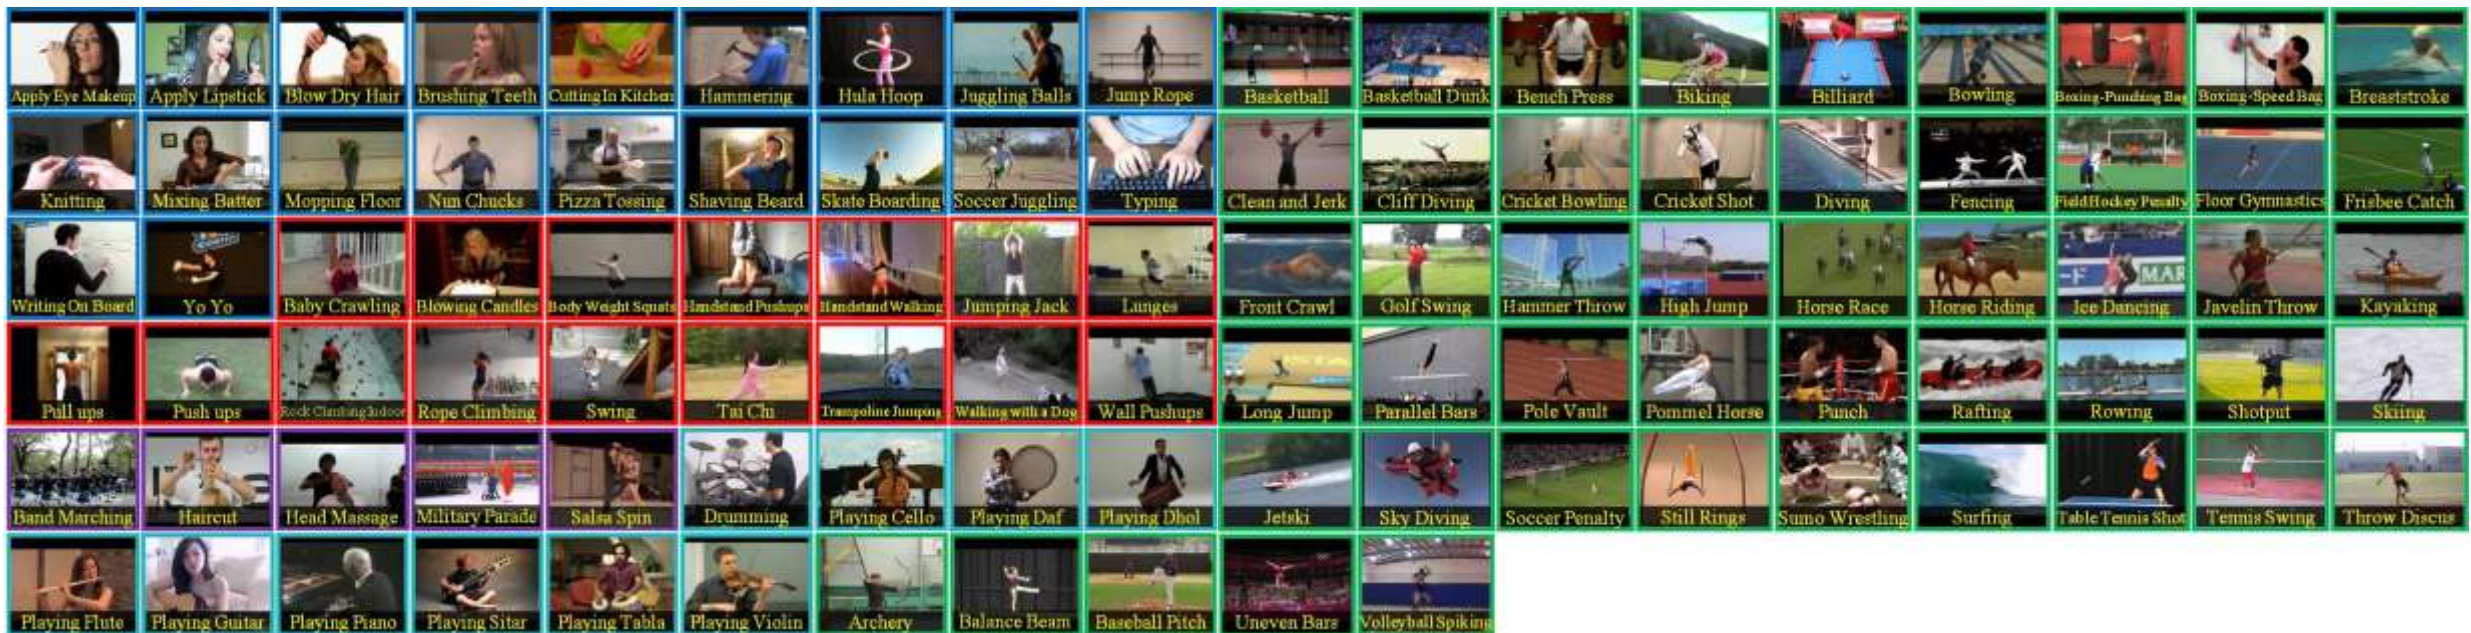 Apply Eye Makeup Apply Lipstick Blow Dry Hair Brushing Teeth Cutting In Kitchen Hammering Hula Hoop Juggling Balls Jump Rope Basketball Basketball Dunk Bench Press Biking Billiard Bowling Boxing-Punching Bag Boxing-Speed Bag Breaststroke
Knitting Mixing Batter Mopping Floor Nun Chucks Pizza Tossing Shaving Beard Skate Boarding Soccer Juggling Typing Clean and Jerk Cliff Diving Cricket Bowling Cricket Shot Diving Fencing Field Hockey Penalty Floor Gymnastics Frisbee Catch
Writing On Board Yo Yo Baby Crawling Blowing Candles Body Weight Squats Handstand Pushups Handstand Walking Jumping Jack Lunges Front Crawl Golf Swing Hammer Throw High Jump Horse Race Horse Riding Ice Dancing Javelin Throw Kayaking
Pull ups Push ups Rock Climbing Indoor Rope Climbing Swing Tai Chi Trampoline Jumping Walking with a Dog Wall Pushups Long Jump Parallel Bars Pole Vault Pommel Horse Punch Rafting Rowing Shotput Skiing
Band Marching Haircut Head Massage Military Parade Salsa Spin Drumming Playing Cello Playing Daf Playing Dhol Jetski Sky Diving Soccer Penalty Still Rings Sumo Wrestling Surfing Table Tennis Shot Tennis Swing Throw Discus
Playing Flute Playing Guitar Playing Piano Playing Sitar Playing Tabla Playing Violin Archery Balance Beam Baseball Pitch Uneven Bars Volleyball Spiking